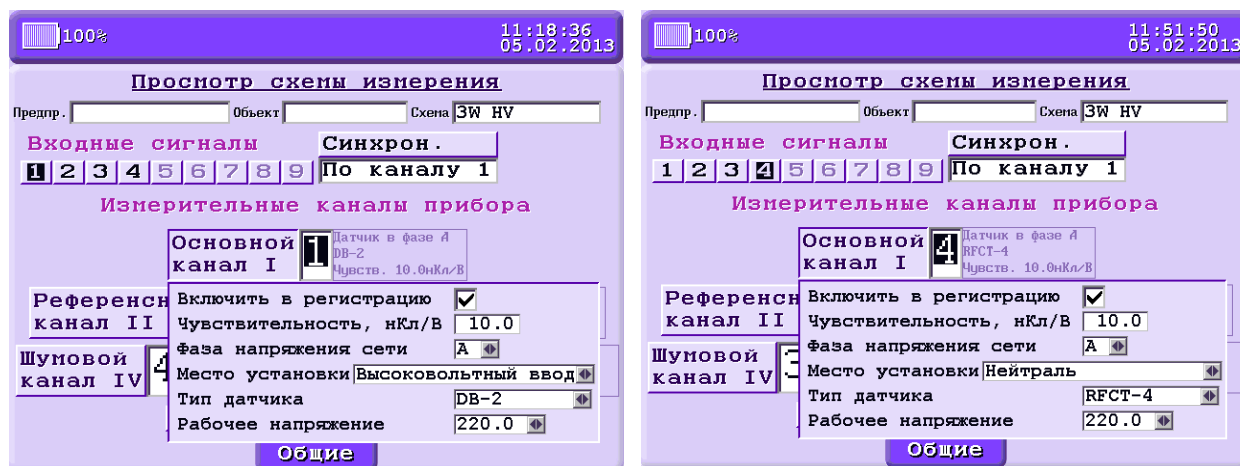 100%
11:18:36
05.02.2013
Просмотр схемы измерения
Предпр.
Объект
Схема 3W HV
Входные сигналы
Синхрон.
1 2 3 4 5 6 7 8 9
По каналу 1
Измерительные каналы прибора
Основной канал I
1
Датчик в фазе A
DB-2
Чувств. 10.0нКл/В
Референсн
канал II
Шумовой
канал IV
4
Включить в регистрацию
Чувствительность, нКл/В 10.0
Фаза напряжения сети A
Место установки Высоковольтный ввод
Тип датчика DB-2
Рабочее напряжение 220.0
Общие
100%
11:51:50
05.02.2013
Просмотр схемы измерения
Предпр.
Объект
Схема 3W HV
Входные сигналы
Синхрон.
1 2 3 4 5 6 7 8 9
По каналу 1
Измерительные каналы прибора
Основной канал I
4
Датчик в фазе A
RFCT-4
Чувств. 10.0нКл/В
Референсн
канал II
Шумовой
канал IV
3
Включить в регистрацию
Чувствительность, нКл/В 10.0
Фаза напряжения сети A
Место установки Нейтраль
Тип датчика RFCT-4
Рабочее напряжение 220.0
Общие